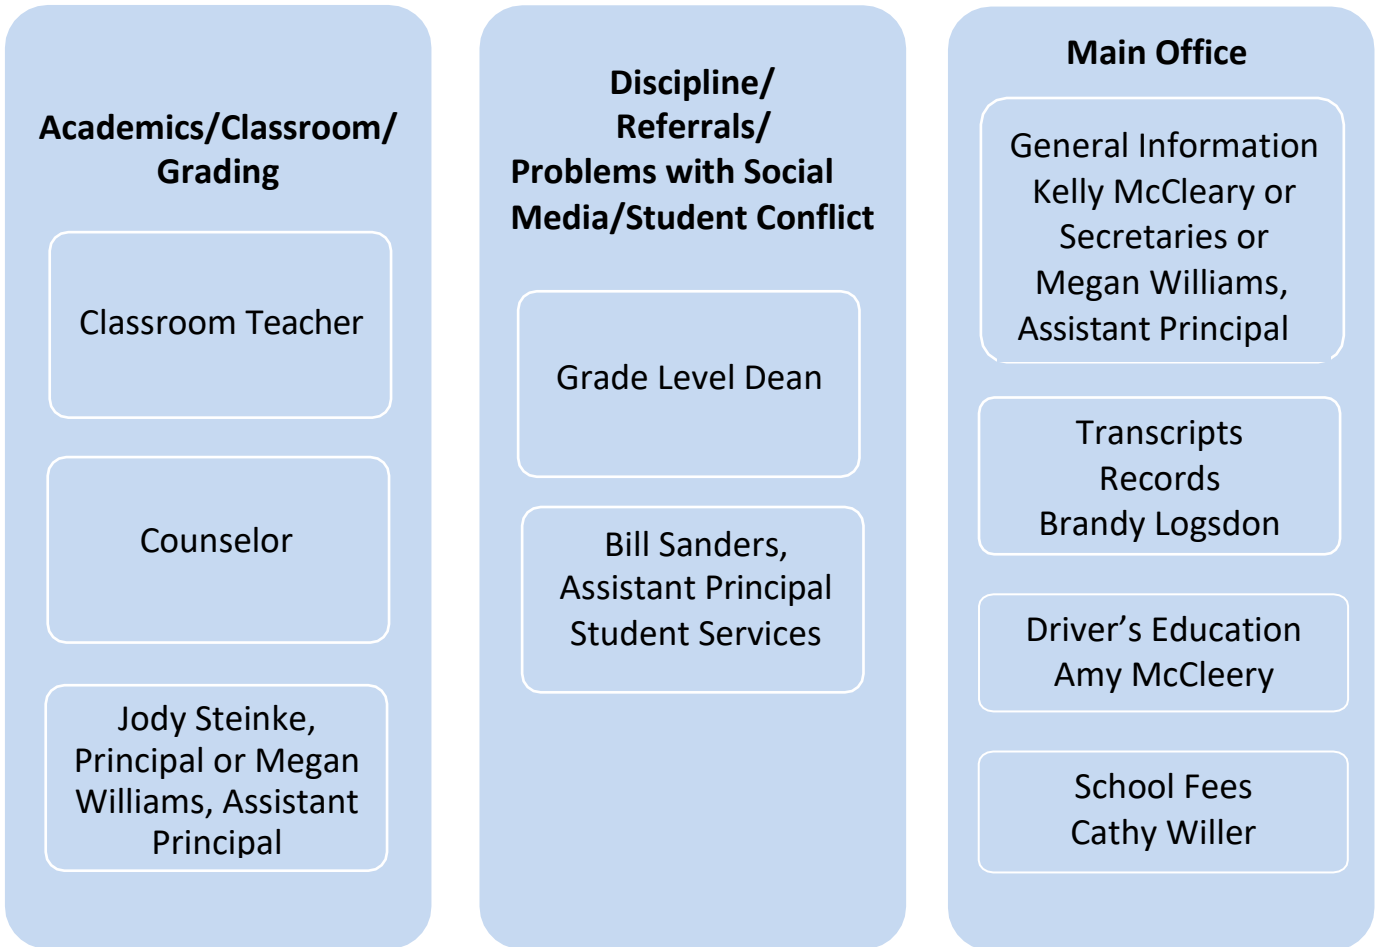 Academics/Classroom/
Grading
Classroom Teacher
Counselor
Jody Steinke,
Principal or Megan
Williams, Assistant
Principal
Discipline/
Referrals/
Problems with Social
Media/Student Conflict
Grade Level Dean
Bill Sanders,
Assistant Principal
Student Services
Main Office
General Information
Kelly McCleary or
Secretaries or
Megan Williams,
Assistant Principal
Transcripts
Records
Brandy Logsdon
Driver’s Education
Amy McCleery
School Fees
Cathy Willer